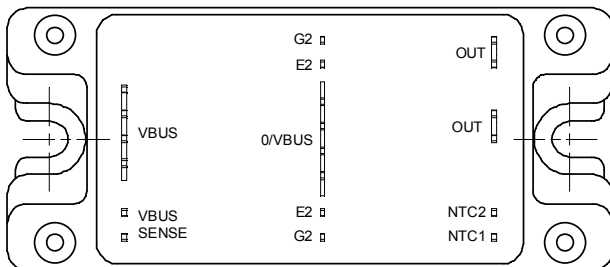 G2
OUT
E2
VBUS
0/VBUS
OUT
VBUS
SENSE
E2
NTC2
G2
NTC1